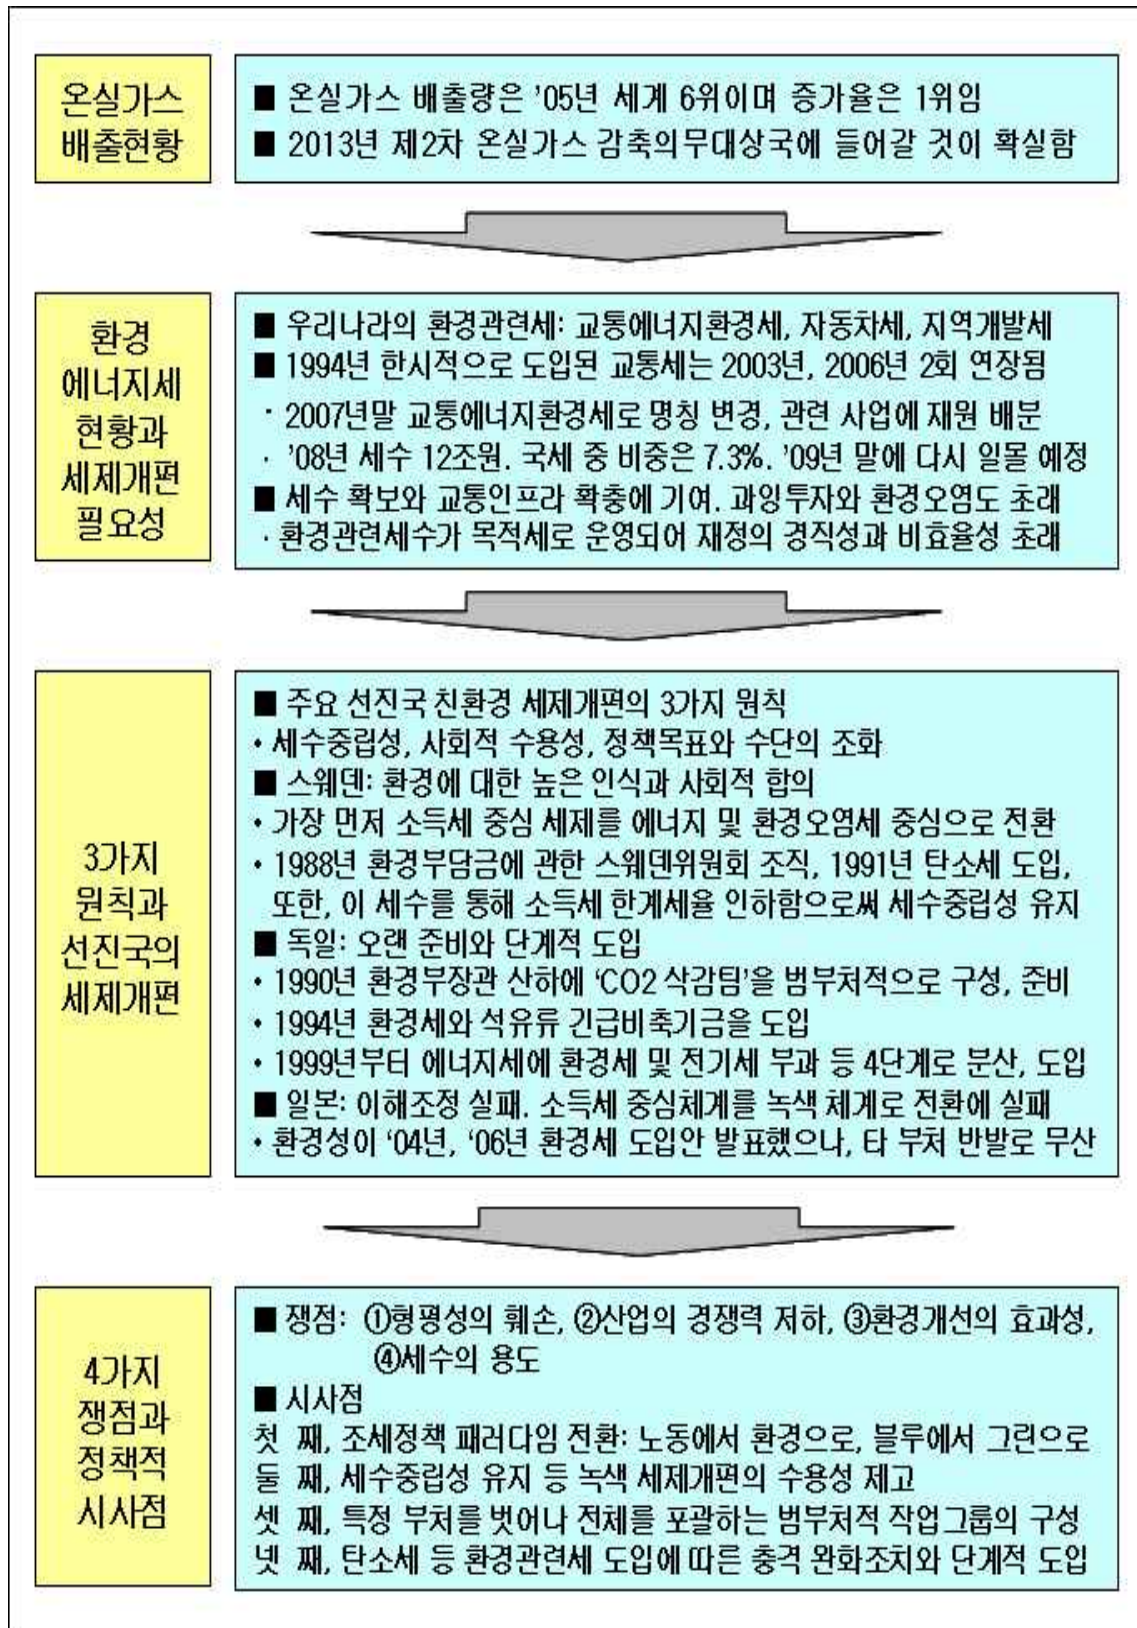 온실가스
배출현황
■ 온실가스 배출량은 '05년 세계 6위이며 증가율은 1위임
■ 2013년 제2차 온실가스 감축의무대상국에 들어갈 것이 확실함
환경
에너지세
현황과
세제개편
필요성
■ 우리나라의 환경관련세: 교통에너지환경세, 자동차세, 지역개발세
■ 1994년 한시적으로 도입된 교통세는 2003년, 2006년 2회 연장됨
· 2007년말 교통에너지환경세로 명칭 변경, 관련 사업에 재원 배분
· '08년 세수 12조원. 국세 중 비중은 7.3%. '09년 말에 다시 일몰 예정
■ 세수 확보와 교통인프라 확충에 기여. 과잉투자와 환경오염도 초래
· 환경관련세수가 목적세로 운영되어 재정의 경직성과 비효율성 초래
3가지
원칙과
선진국의
세제개편
■ 주요 선진국 친환경 세제개편의 3가지 원칙
• 세수중립성, 사회적 수용성, 정책목표와 수단의 조화
■ 스웨덴: 환경에 대한 높은 인식과 사회적 합의
• 가장 먼저 소득세 중심 세제를 에너지 및 환경오염세 중심으로 전환
• 1988년 환경부담금에 관한 스웨덴위원회 조직, 1991년 탄소세 도입,
또한, 이 세수를 통해 소득세 한계세율 인하함으로써 세수중립성 유지
■ 독일: 오랜 준비와 단계적 도입
• 1990년 환경부장관 산하에 ‘CO2 삭감팀’을 범부처적으로 구성, 준비
• 1994년 환경세와 석유류 긴급비축기금을 도입
• 1999년부터 에너지세에 환경세 및 전기세 부과 등 4단계로 분산, 도입
■ 일본: 이해조정 실패. 소득세 중심체계를 녹색 체계로 전환에 실패
• 환경성이 ‘04년, ‘06년 환경세 도입안 발표했으나, 타 부처 반발로 무산
4가지
쟁점과
정책적
시사점
■ 쟁점: ①형평성의 훼손, ②산업의 경쟁력 저하, ③환경개선의 효과성,
④세수의 용도
■ 시사점
첫 째, 조세정책 패러다임 전환: 노동에서 환경으로, 블루에서 그린으로
둘 째, 세수중립성 유지 등 녹색 세제개편의 수용성 제고
셋 째, 특정 부처를 벗어나 전체를 포괄하는 범부처적 작업그룹의 구성
넷 째, 탄소세 등 환경관련세 도입에 따른 충격 완화조치와 단계적 도입